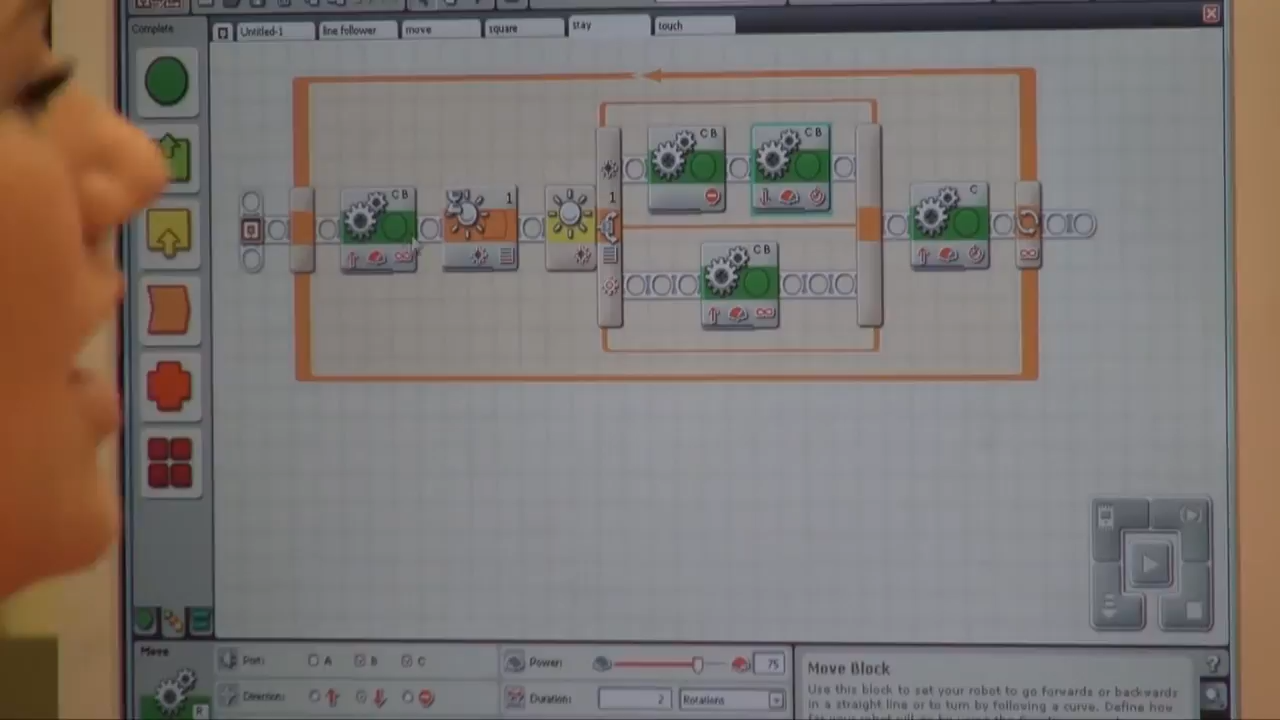 Complete
Untitled-1 line follower move square stay touch
C B
C B
C B
1
1
C
C B
Move
Port: A B C
Power: 75
Move Block
Direction:
Duration: 2 Rotations
Use this block to set your robot to go forwards or backwards
in a straight line or to turn by following a curve. Define how
R